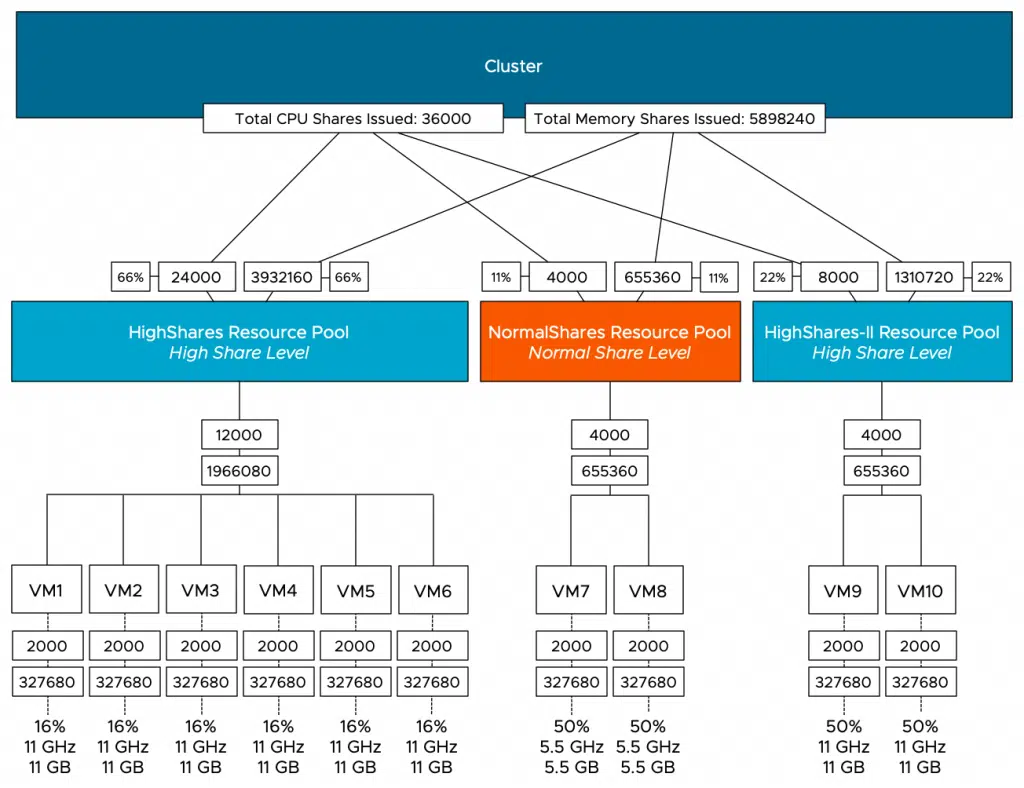 Cluster
Total CPU Shares Issued: 36000
Total Memory Shares Issued: 5898240
66%
24000
3932160
66%
11%
4000
655360
11%
22%
8000
1310720
22%
HighShares Resource Pool
High Share Level
NormalShares Resource Pool
Normal Share Level
HighShares-II Resource Pool
High Share Level
12000
1966080
4000
655360
4000
655360
VM1
VM2
VM3
VM4
VM5
VM6
VM7
VM8
VM9
VM10
2000
2000
2000
2000
2000
2000
2000
2000
2000
2000
327680
327680
327680
327680
327680
327680
327680
327680
327680
327680
16%
11 GHz
11 GB
16%
11 GHz
11 GB
16%
11 GHz
11 GB
16%
11 GHz
11 GB
16%
11 GHz
11 GB
16%
11 GHz
11 GB
50%
5.5 GHz
5.5 GB
50%
5.5 GHz
5.5 GB
50%
11 GHz
11 GB
50%
11 GHz
11 GB